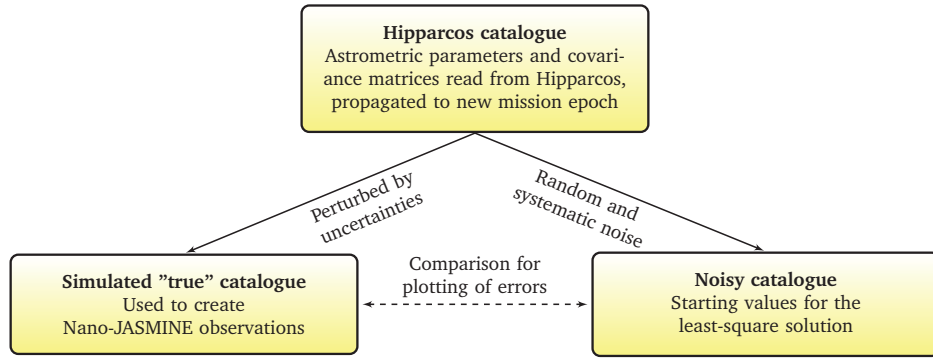 Hipparcos catalogue
Astrometric parameters and covari-
ance matrices read from Hipparcos,
propagated to new mission epoch
Perturbed by
uncertainties
Random and
systematic noise
Simulated ”true” catalogue
Used to create
Nano-JASMINE observations
Comparison for
plotting of errors
Noisy catalogue
Starting values for the
least-square solution